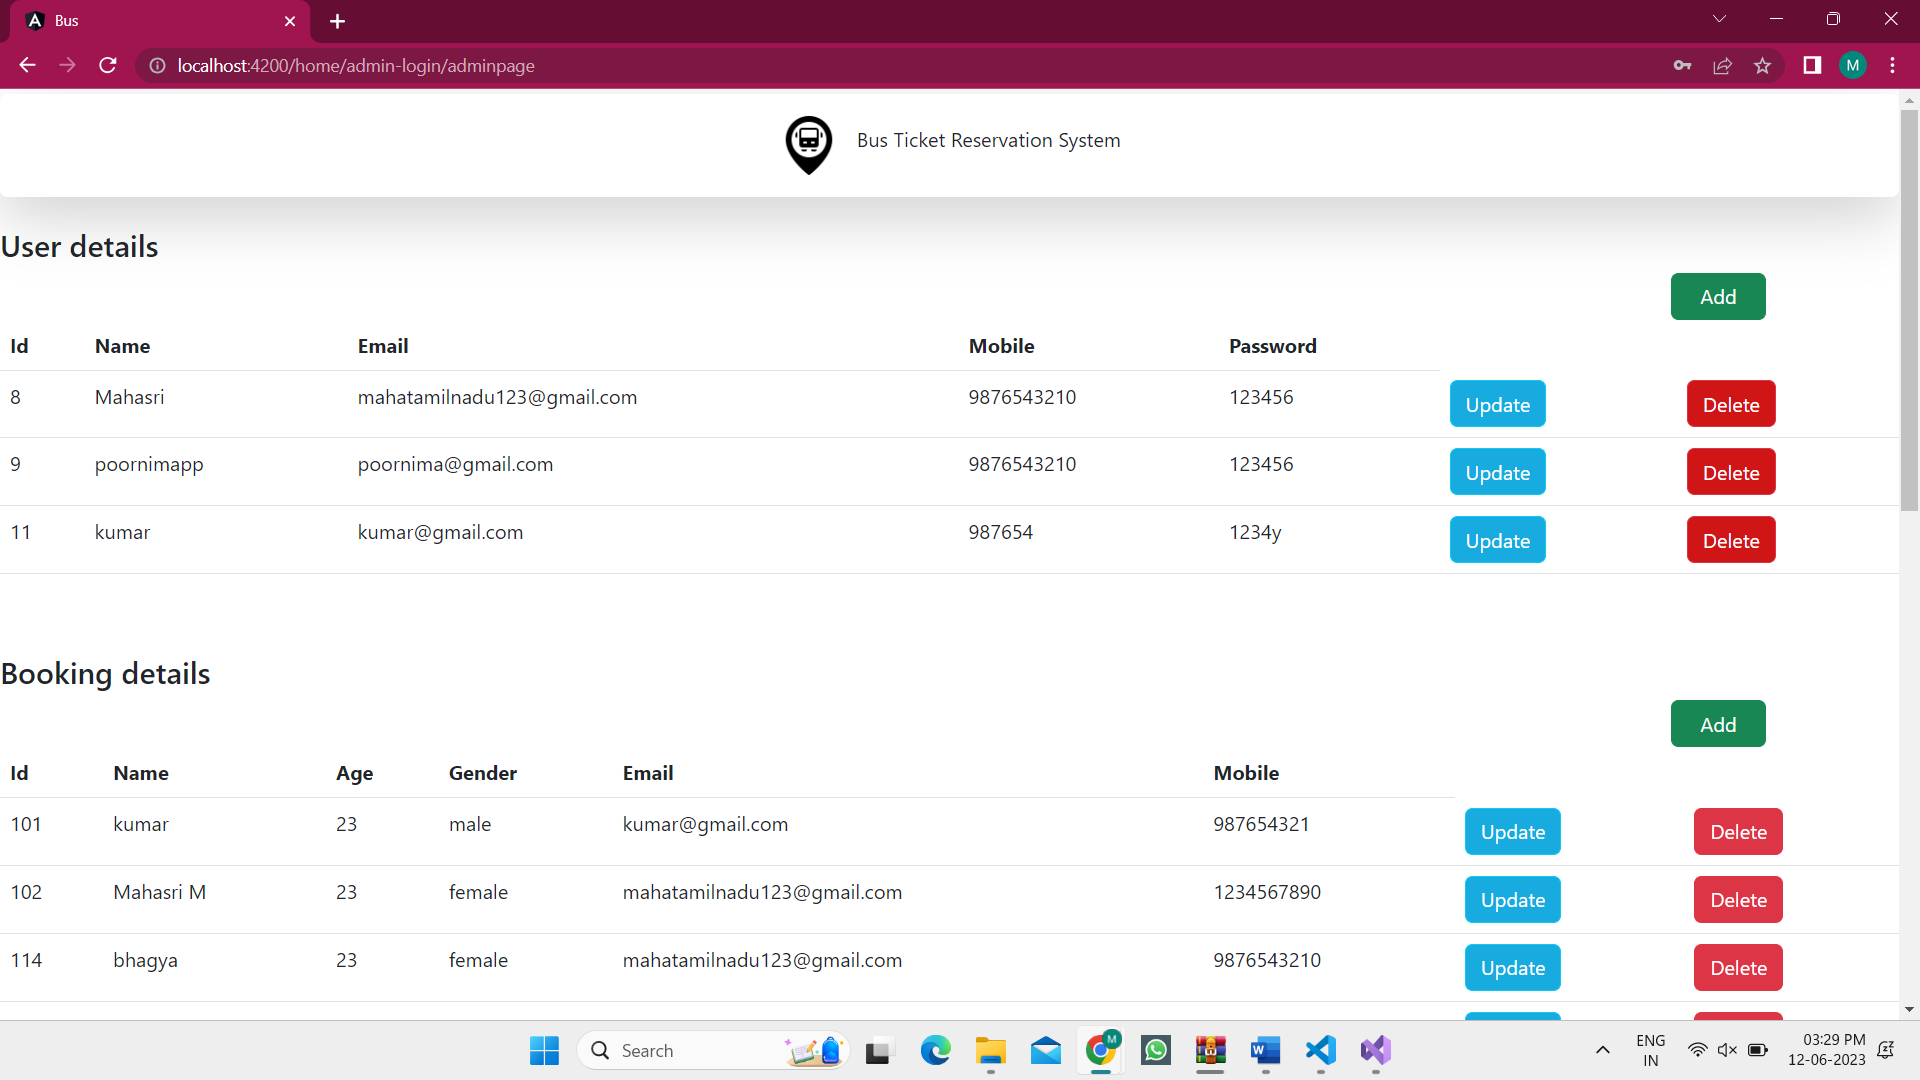 Bus
localhost:4200/home/admin-login/adminpage
M
Bus Ticket Reservation System
User details
Add
Id Name Email Mobile Password
8 Mahasri mahatamilnadu123@gmail.com 9876543210 123456 Update Delete
9 poornimapp poornima@gmail.com 9876543210 123456 Update Delete
11 kumar kumar@gmail.com 987654 1234y Update Delete
Booking details
Add
Id Name Age Gender Email Mobile
101 kumar 23 male kumar@gmail.com 987654321 Update Delete
102 Mahasri M 23 female mahatamilnadu123@gmail.com 1234567890 Update Delete
114 bhagya 23 female mahatamilnadu123@gmail.com 9876543210 Update Delete
Search
M
ENG
IN
03:29 PM
12-06-2023